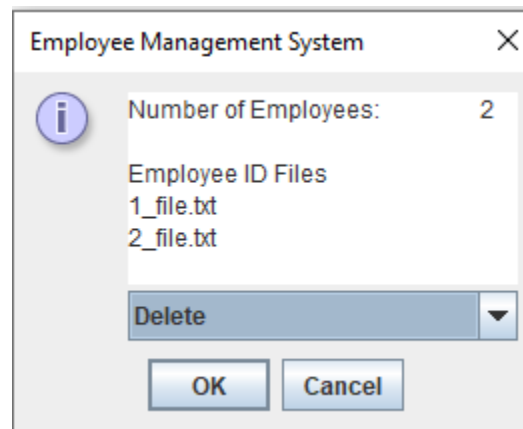 Employee Management System
Number of Employees: 2
Employee ID Files
1_file.txt
2_file.txt
Delete
OK Cancel